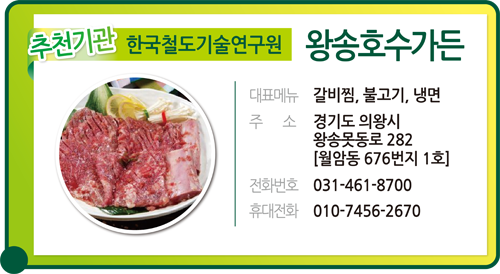 추천기관 한국철도기술연구원 왕송호수가든
대표메뉴 갈비찜, 불고기, 냉면
주 소 경기도 의왕시
왕송못동로 282
[월암동 676번지 1호]
전화번호 031-461-8700
휴대전화 010-7456-2670